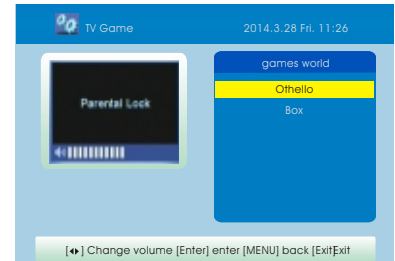 TV Game
2014.3.28 Fri. 11:26
games world
Parental Lock
Othello
Box
[◂▸] Change volume [Enter] enter [MENU] back [Exit]Exit